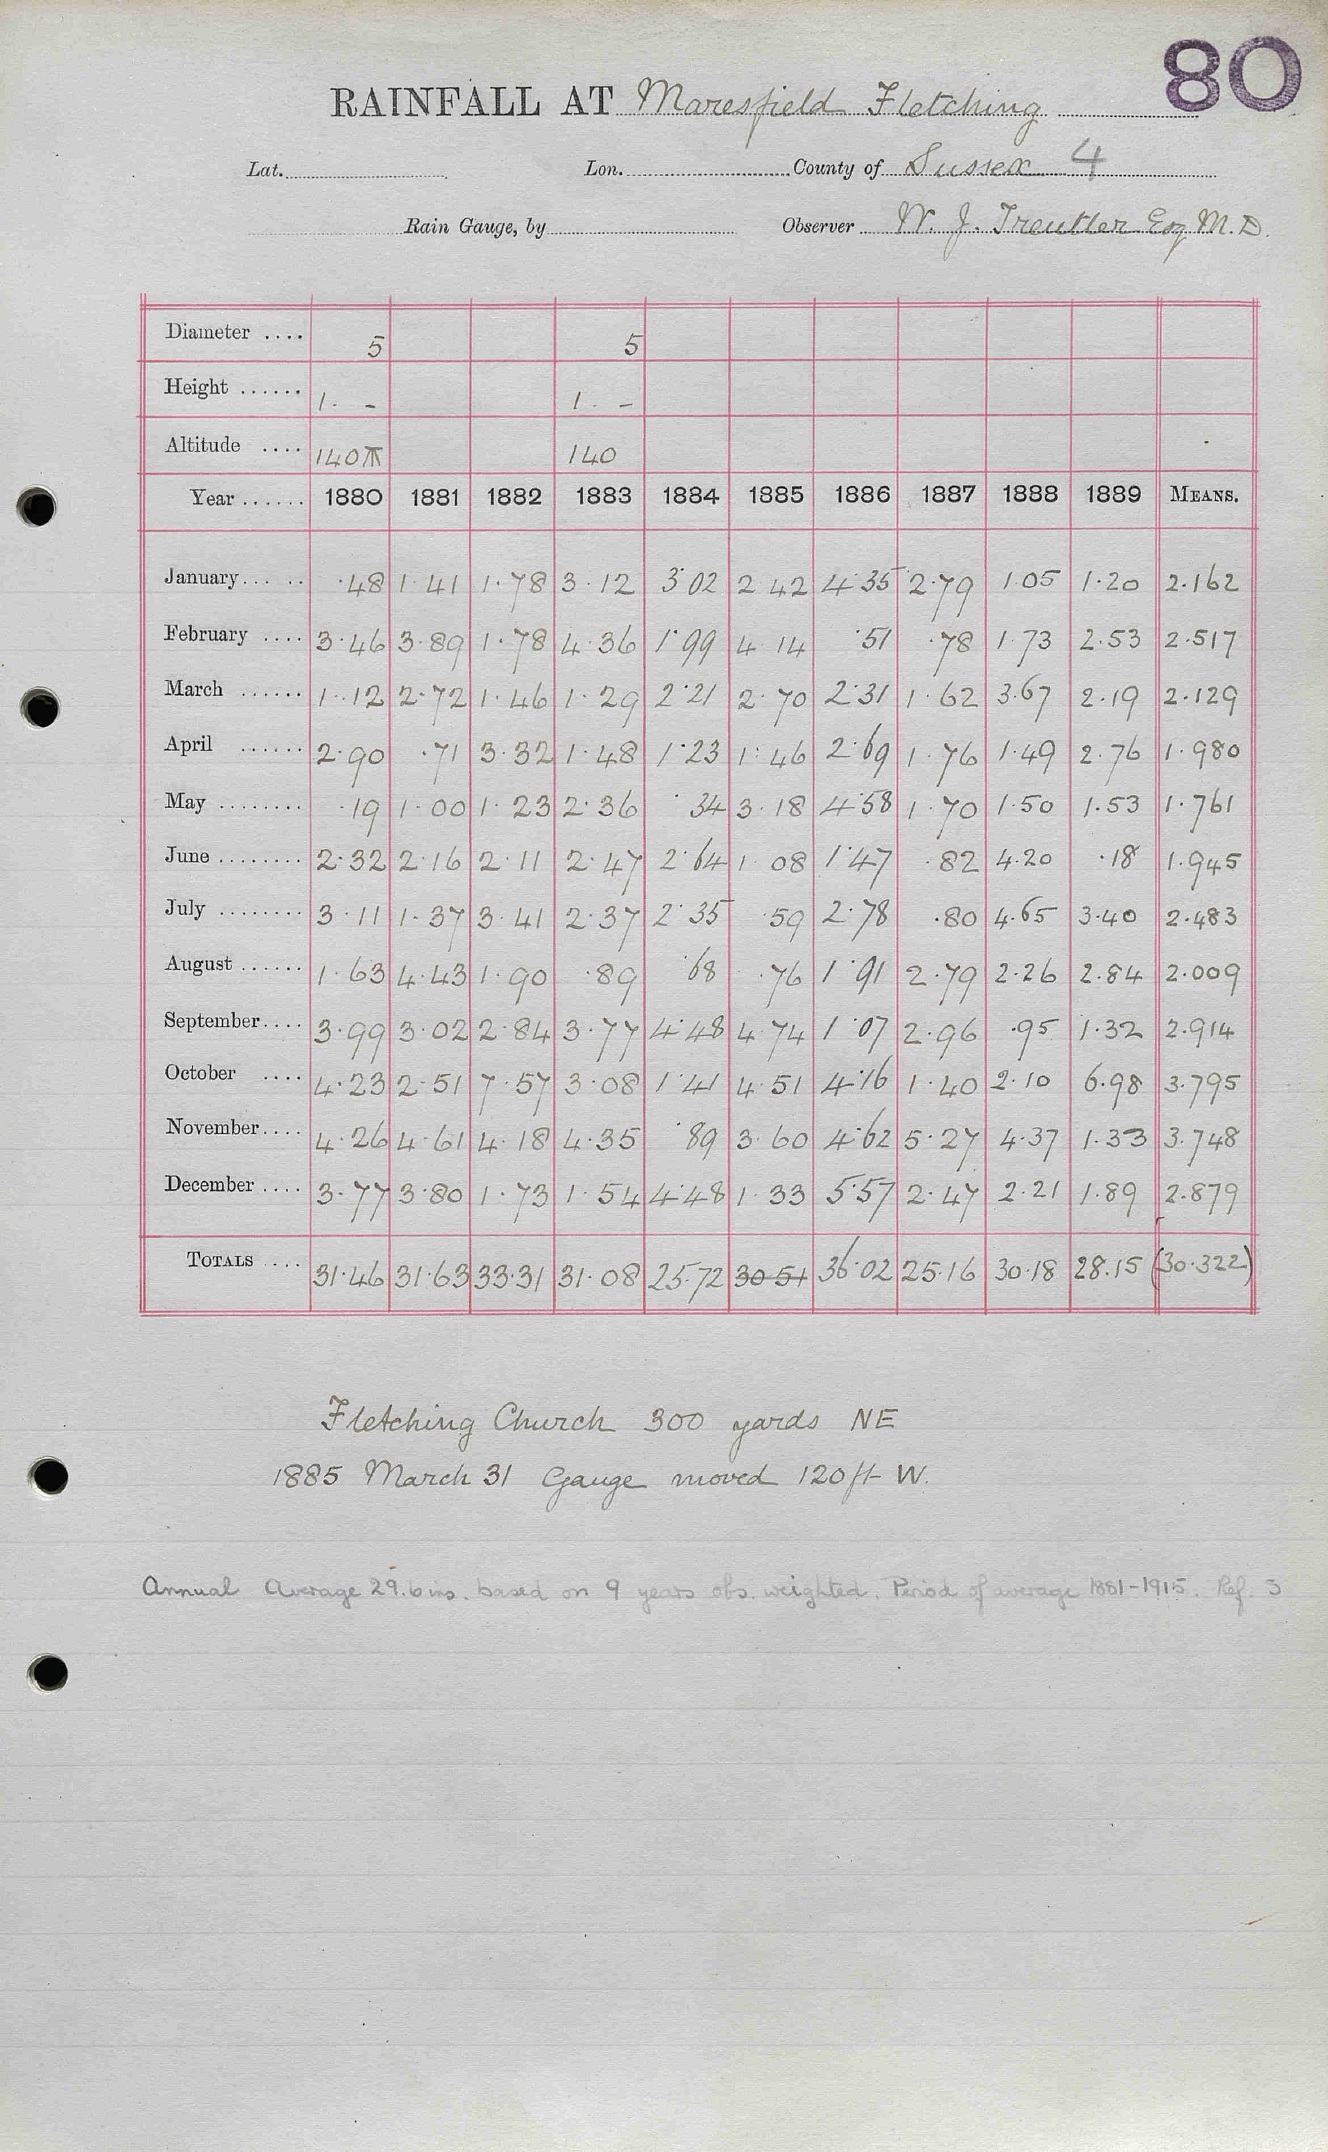 80
RAINFALL AT Maresfield Fletching
Lat. Lon. County of Sussex 4
Rain Gauge, by Observer W. J. Treutler Esq M.D.
Diameter .... 5 5
Height ...... 1 . - 1 . -
Altitude .... 140 140
Year ...... 1880 1881 1882 1883 1884 1885 1886 1887 1888 1889 MEANS.
January... .. ·48 1·41 1·78 3·12 3·02 2·42 4·35 2·79 1·05 1·20 2·162
February .... 3·46 3·89 1·78 4·36 1·99 4·14 ·51 ·78 1·73 2·53 2·517
March ...... 1·12 2·72 1·46 1·29 2·21 2·70 2·31 1·62 3·67 2·19 2·129
April ...... 2·90 ·71 3·32 1·48 1·23 1·46 2·69 1·76 1·49 2·76 1·980
May ........ ·19 1·00 1·23 2·36 ·34 3·18 4·58 1·70 1·50 1·53 1·761
June ........ 2·32 2·16 2·11 2·47 2·64 1·08 1·47 ·82 4·20 ·18 1·945
July ........ 3·11 1·37 3·41 2·37 2·35 ·59 2·78 ·80 4·65 3·40 2·483
August ...... 1·63 4·43 1·90 ·89 ·68 ·76 1·91 2·79 2·26 2·84 2·009
September.... 3·99 3·02 2·84 3·77 4·48 4·74 1·07 2·96 ·95 1·32 2·914
October .... 4·23 2·51 7·57 3·08 1·41 4·51 4·16 1·40 2·10 6·98 3·795
November.... 4·26 4·61 4·18 4·35 ·89 3·60 4·62 5·27 4·37 1·33 3·748
December .... 3·77 3·80 1·73 1·54 4·48 1·33 5·57 2·47 2·21 1·89 2·879
TOTALS .... 31·46 31·63 33·31 31·08 25·72 30·51 36·02 25·16 30·18 28·15 (30·322)
Fletching Church 300 yards NE
1885 March 31 Gauge moved 120ft W.
Annual Average 29.6 ins. based on 9 years obs. weighted. Period of average 1881-1915. Ref. S